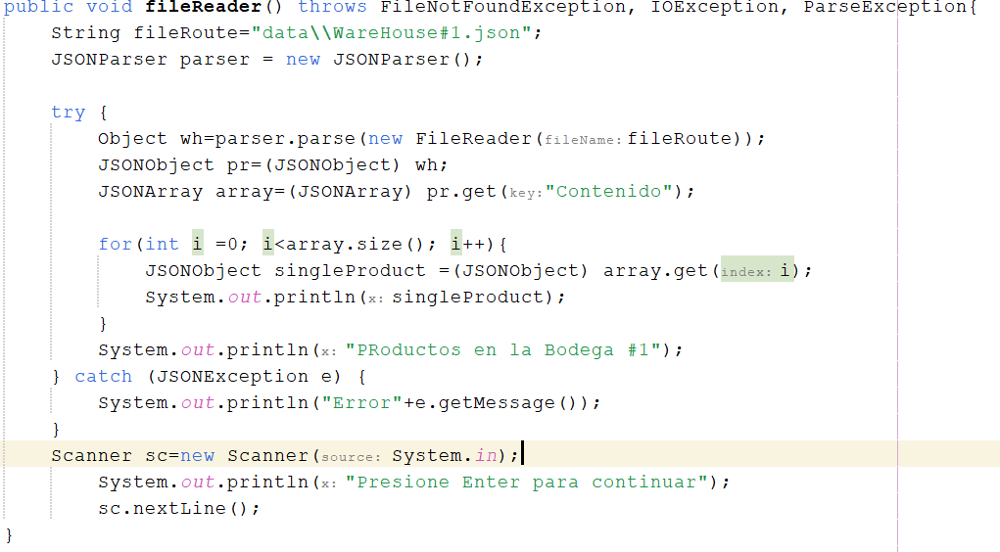 public void fileReader() throws FileNotFoundException, IOException, ParseException{
    String fileRoute="data\\WareHouse#1.json";
    JSONParser parser = new JSONParser();

    try {
        Object wh=parser.parse(new FileReader(fileName: fileRoute));
        JSONObject pr=(JSONObject) wh;
        JSONArray array=(JSONArray) pr.get(key:"Contenido");

        for(int i =0; i<array.size(); i++){
            JSONObject singleProduct =(JSONObject) array.get(index: i);
            System.out.println(x: singleProduct);
        }
        System.out.println(x: "PRoductos en la Bodega #1");
    } catch (JSONException e) {
        System.out.println("Error"+e.getMessage());
    }
    Scanner sc=new Scanner(source: System.in);
        System.out.println(x: "Presione Enter para continuar");
        sc.nextLine();
}